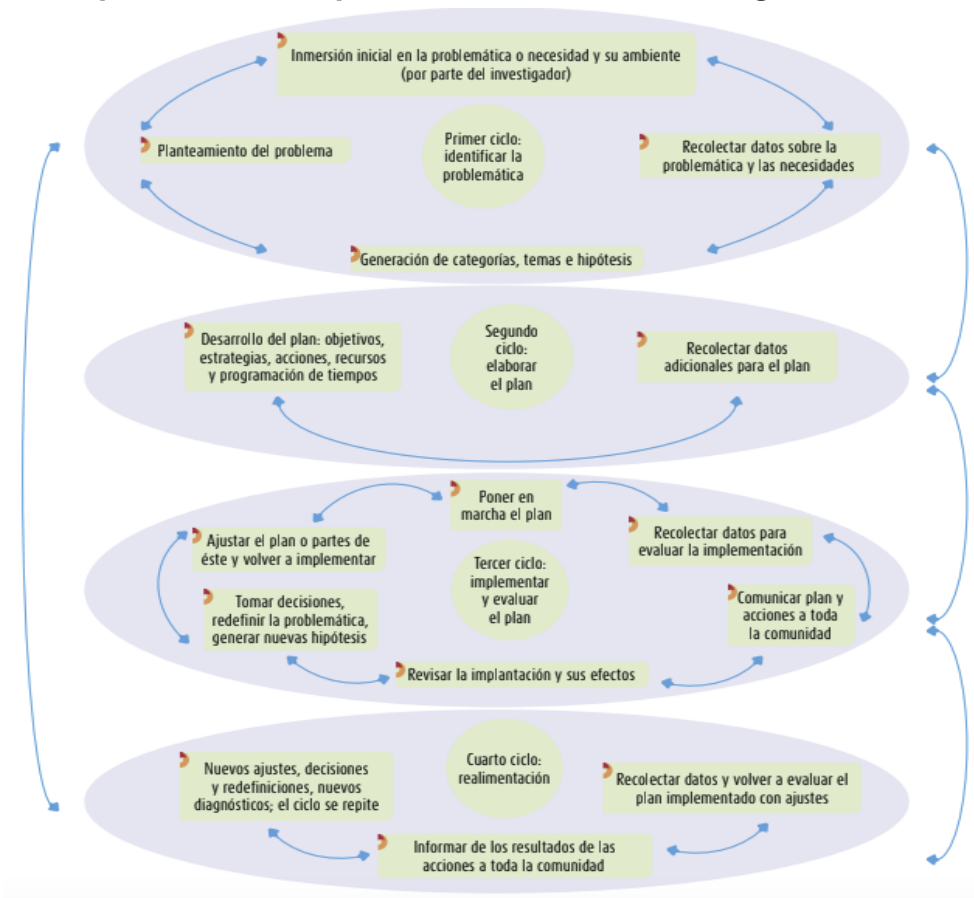 Inmersión inicial en la problemática o necesidad y su ambiente
(por parte del investigador)
Planteamiento del problema
Primer ciclo:
identificar la
problemática
Recolectar datos sobre la
problemática y las necesidades
Generación de categorías, temas e hipótesis
Desarrollo del plan: objetivos,
estrategias, acciones, recursos
y programación de tiempos
Segundo
ciclo:
elaborar
el plan
Recolectar datos
adicionales para el plan
Poner en
marcha el plan
Ajustar el plan o partes de
éste y volver a implementar
Recolectar datos para
evaluar la implementación
Tercer ciclo:
implementar
y evaluar
el plan
Tomar decisiones,
redefinir la problemática,
generar nuevas hipótesis
Comunicar plan y
acciones a toda
la comunidad
Revisar la implantación y sus efectos
Cuarto ciclo:
realimentación
Nuevos ajustes, decisiones
y redefiniciones, nuevos
diagnósticos; el ciclo se repite
Recolectar datos y volver a evaluar el
plan implementado con ajustes
Informar de los resultados de las
acciones a toda la comunidad